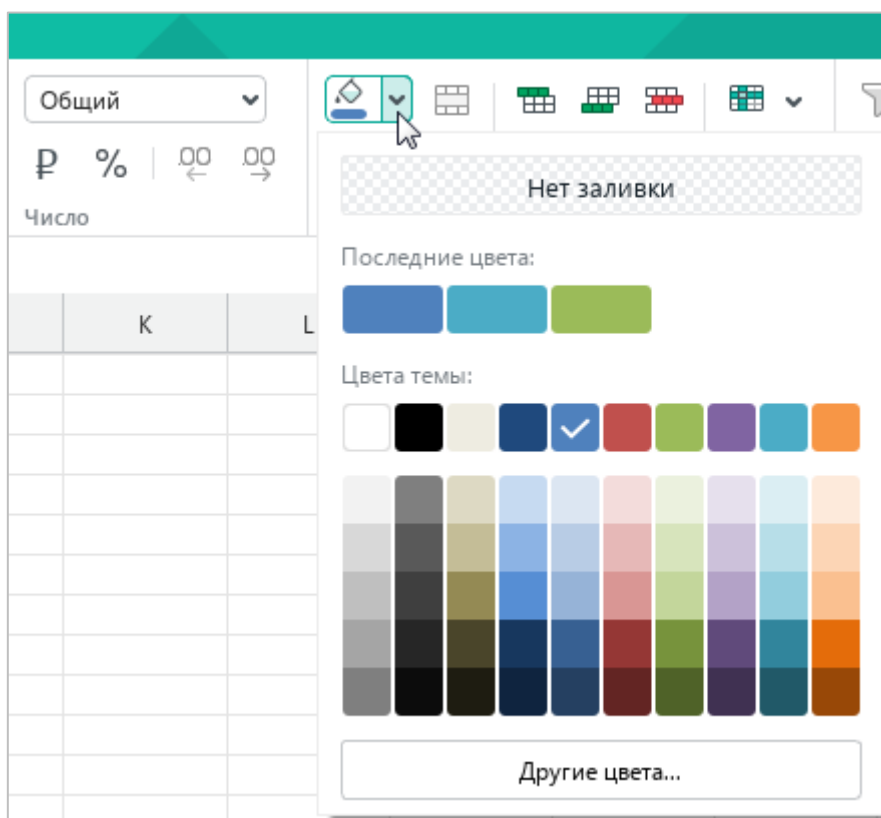 Общий
₽ % .00 .00
Число
Нет заливки
Последние цвета:
K L
Цвета темы:
Другие цвета...